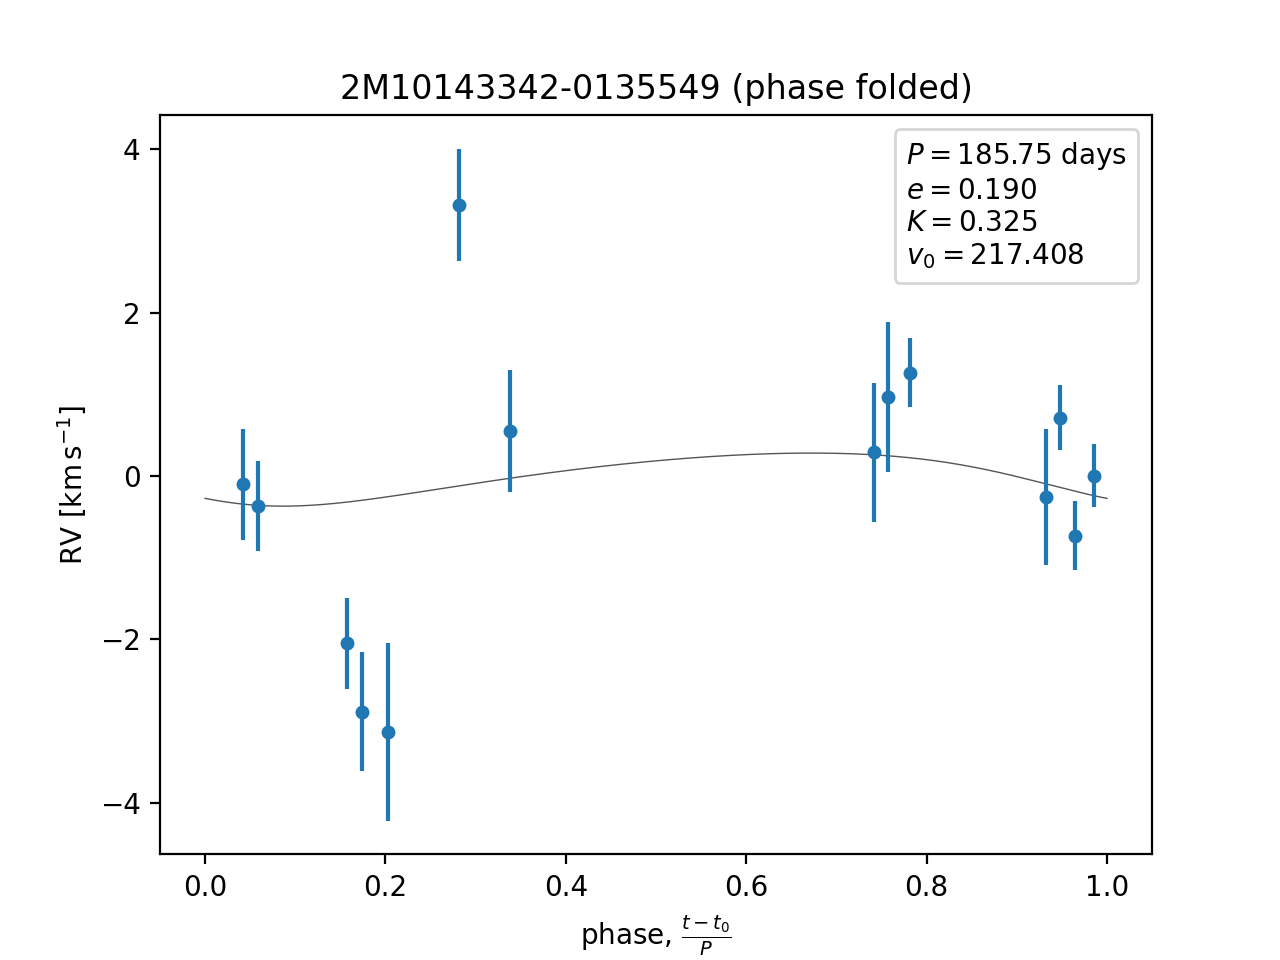 2M10143342-0135549 (phase folded)
P = 185.75 days
e = 0.190
K = 0.325
v₀ = 217.408
RV [km s⁻¹]
4
2
0
−2
−4
0.0 0.2 0.4 0.6 0.8 1.0
phase, (t − t₀)/P